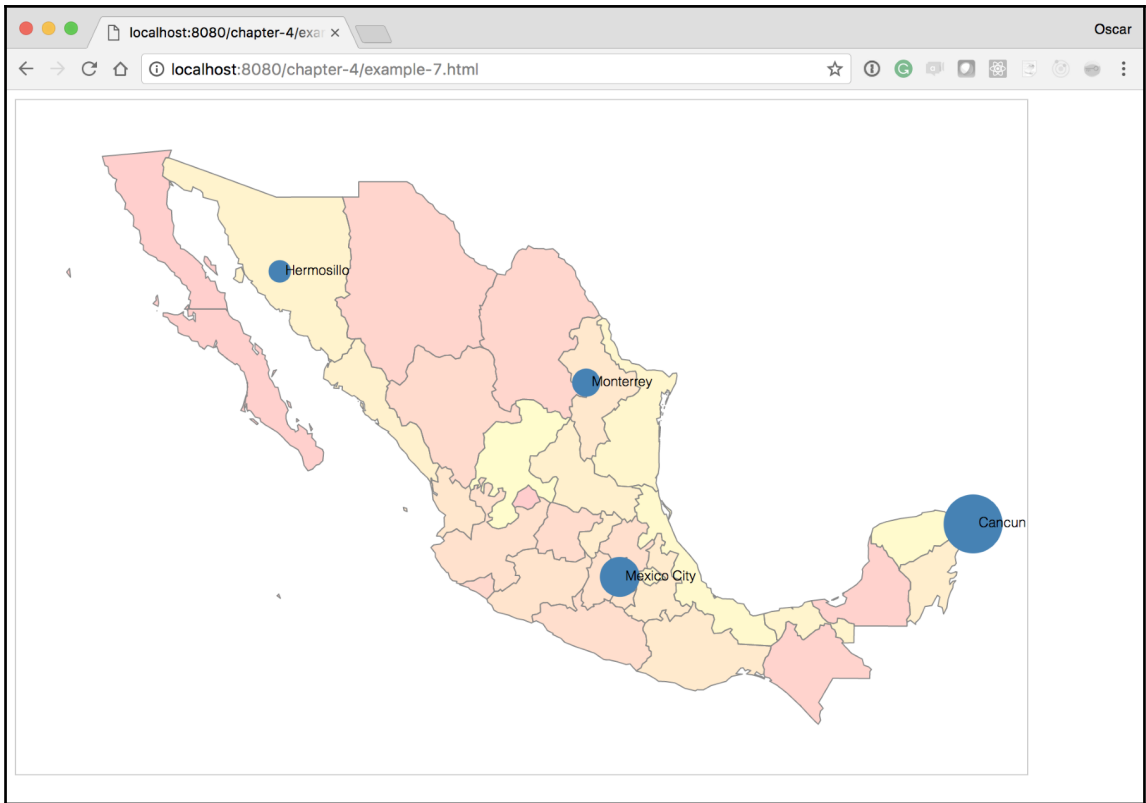 localhost:8080/chapter-4/exa
Oscar
localhost:8080/chapter-4/example-7.html
Hermosillo
Monterrey
Cancun
Mexico City